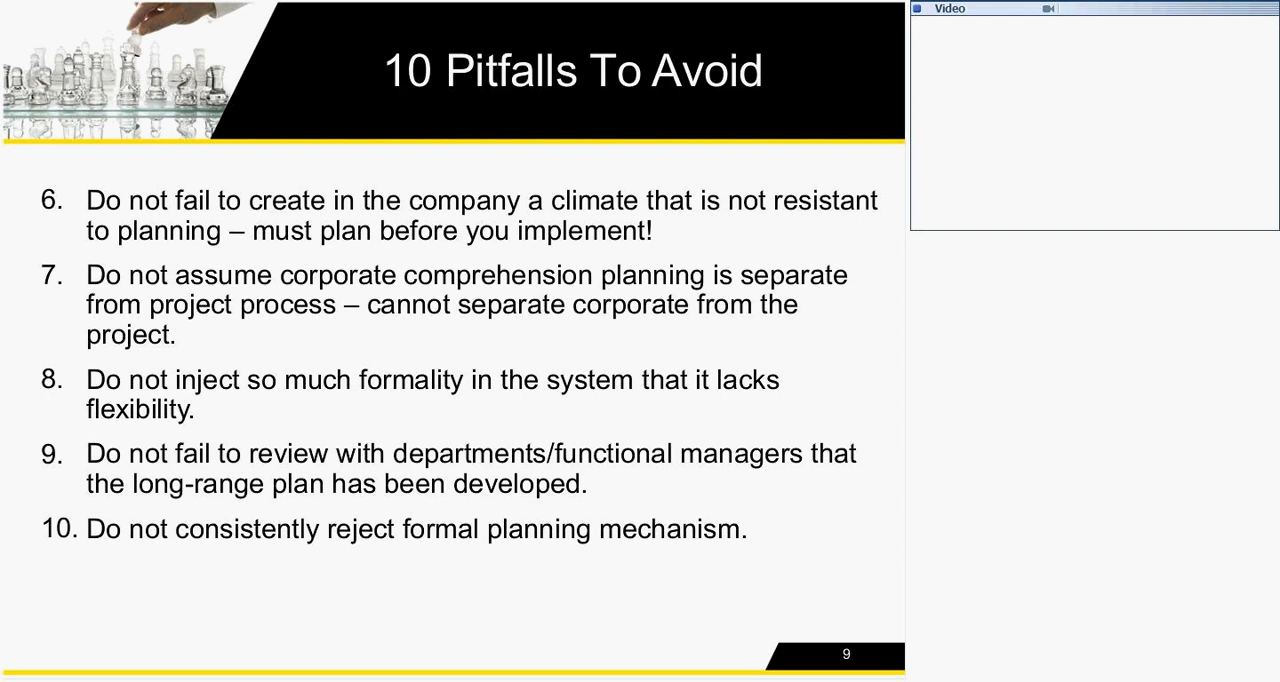 10 Pitfalls To Avoid
Video
6. Do not fail to create in the company a climate that is not resistant
to planning – must plan before you implement!
7. Do not assume corporate comprehension planning is separate
from project process – cannot separate corporate from the
project.
8. Do not inject so much formality in the system that it lacks
flexibility.
9. Do not fail to review with departments/functional managers that
the long-range plan has been developed.
10. Do not consistently reject formal planning mechanism.
9